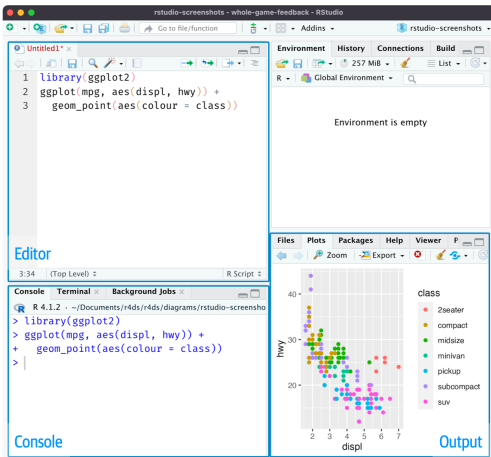 rstudio-screenshots - whole-game-feedback - RStudio
Go to file/function
Addins
rstudio-screenshots
Untitled1*
1 library(ggplot2)
2 ggplot(mpg, aes(displ, hwy)) +
3   geom_point(aes(colour = class))
Editor
3:34 (Top Level) R Script
Console Terminal Background Jobs
R 4.1.2 · ~/Documents/r4ds/r4ds/diagrams/rstudio-screensho
> library(ggplot2)
> ggplot(mpg, aes(displ, hwy)) +
+   geom_point(aes(colour = class))
>
Console
Environment History Connections Build
257 MiB List
R Global Environment
Environment is empty
Files Plots Packages Help Viewer P
Zoom Export
class
2seater
compact
midsize
minivan
pickup
subcompact
suv
40
30
20
hwy
2 3 4 5 6 7
displ
Output